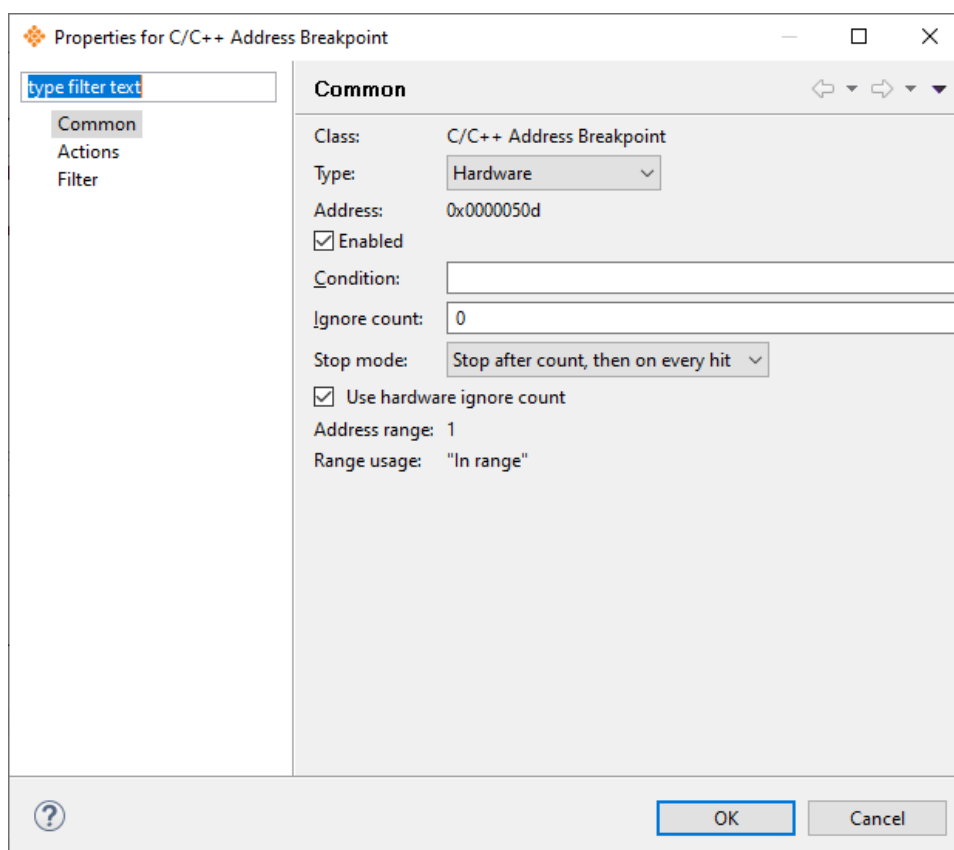 Properties for C/C++ Address Breakpoint
type filter text
Common
Actions
Filter
Common
Class: C/C++ Address Breakpoint
Type: Hardware
Address: 0x0000050d
Enabled
Condition:
Ignore count: 0
Stop mode: Stop after count, then on every hit
Use hardware ignore count
Address range: 1
Range usage: "In range"
?
OK Cancel